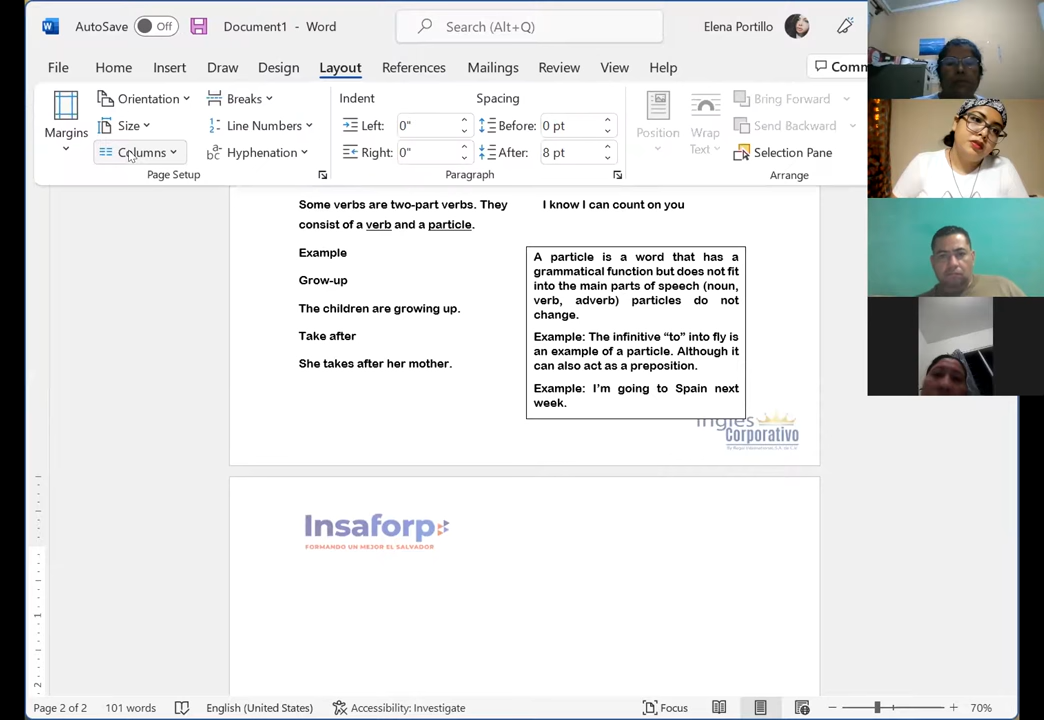 AutoSave Off Document1 - Word Search (Alt+Q) Elena Portillo
File Home Insert Draw Design Layout References Mailings Review View Help Comm
Margins
Orientation
Size
Columns
Breaks
Line Numbers
Hyphenation
Page Setup
Indent
Left: 0"
Right: 0"
Spacing
Before: 0 pt
After: 8 pt
Paragraph
Position
Wrap
Text
Bring Forward
Send Backward
Selection Pane
Arrange
Some verbs are two-part verbs. They
consist of a verb and a particle.
Example
Grow-up
The children are growing up.
Take after
She takes after her mother.
I know I can count on you
A particle is a word that has a
grammatical function but does not fit
into the main parts of speech (noun,
verb, adverb) particles do not
change.
Example: The infinitive “to” into fly is
an example of a particle. Although it
can also act as a preposition.
Example: I’m going to Spain next
week.
Inglés
Corporativo
Insaforp
FORMANDO UN MEJOR EL SALVADOR
1
2
Page 2 of 2 101 words English (United States) Accessibility: Investigate Focus 70%